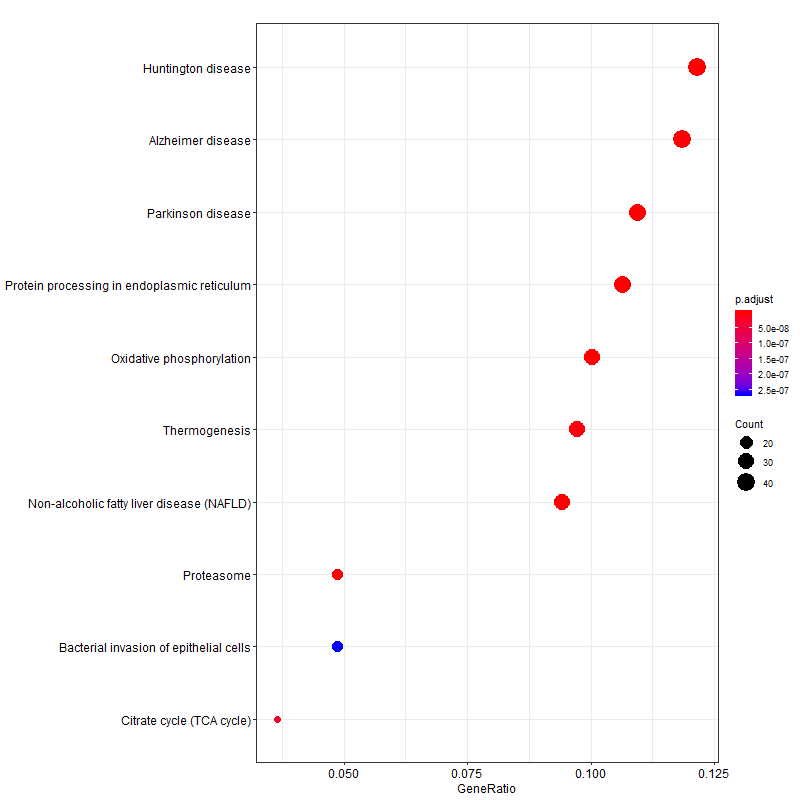 Huntington disease
Alzheimer disease
Parkinson disease
Protein processing in endoplasmic reticulum
Oxidative phosphorylation
Thermogenesis
Non-alcoholic fatty liver disease (NAFLD)
Proteasome
Bacterial invasion of epithelial cells
Citrate cycle (TCA cycle)
0.050 0.075 0.100 0.125
GeneRatio
p.adjust
5.0e-08
1.0e-07
1.5e-07
2.0e-07
2.5e-07
Count
20
30
40